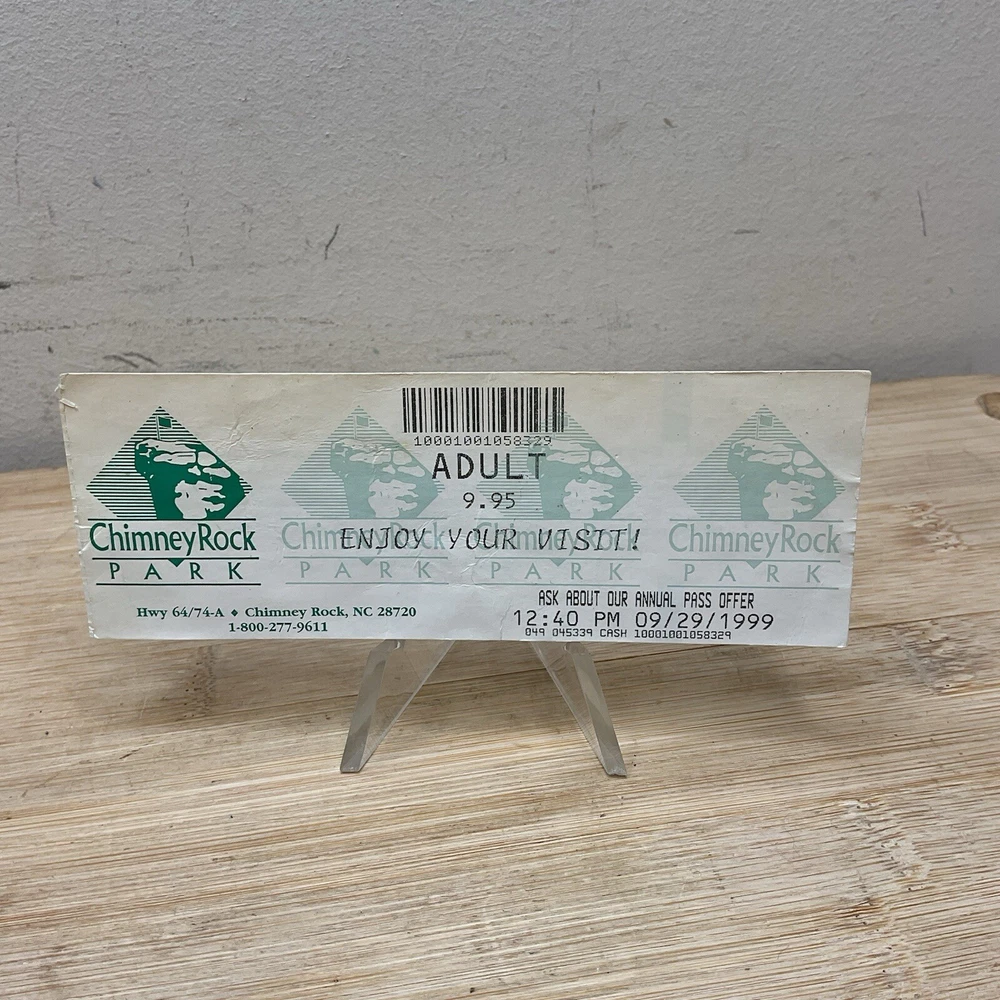 10001001058329
ADULT
9.95
ENJOY YOUR VISIT!
ChimneyRock
PARK
ChimneyRock
PARK
ChimneyRock
PARK
ChimneyRock
PARK
Hwy 64/74-A ♦ Chimney Rock, NC 28720
1-800-277-9611
ASK ABOUT OUR ANNUAL PASS OFFER
12:40 PM 09/29/1999
049 045339 CASH 10001001058329